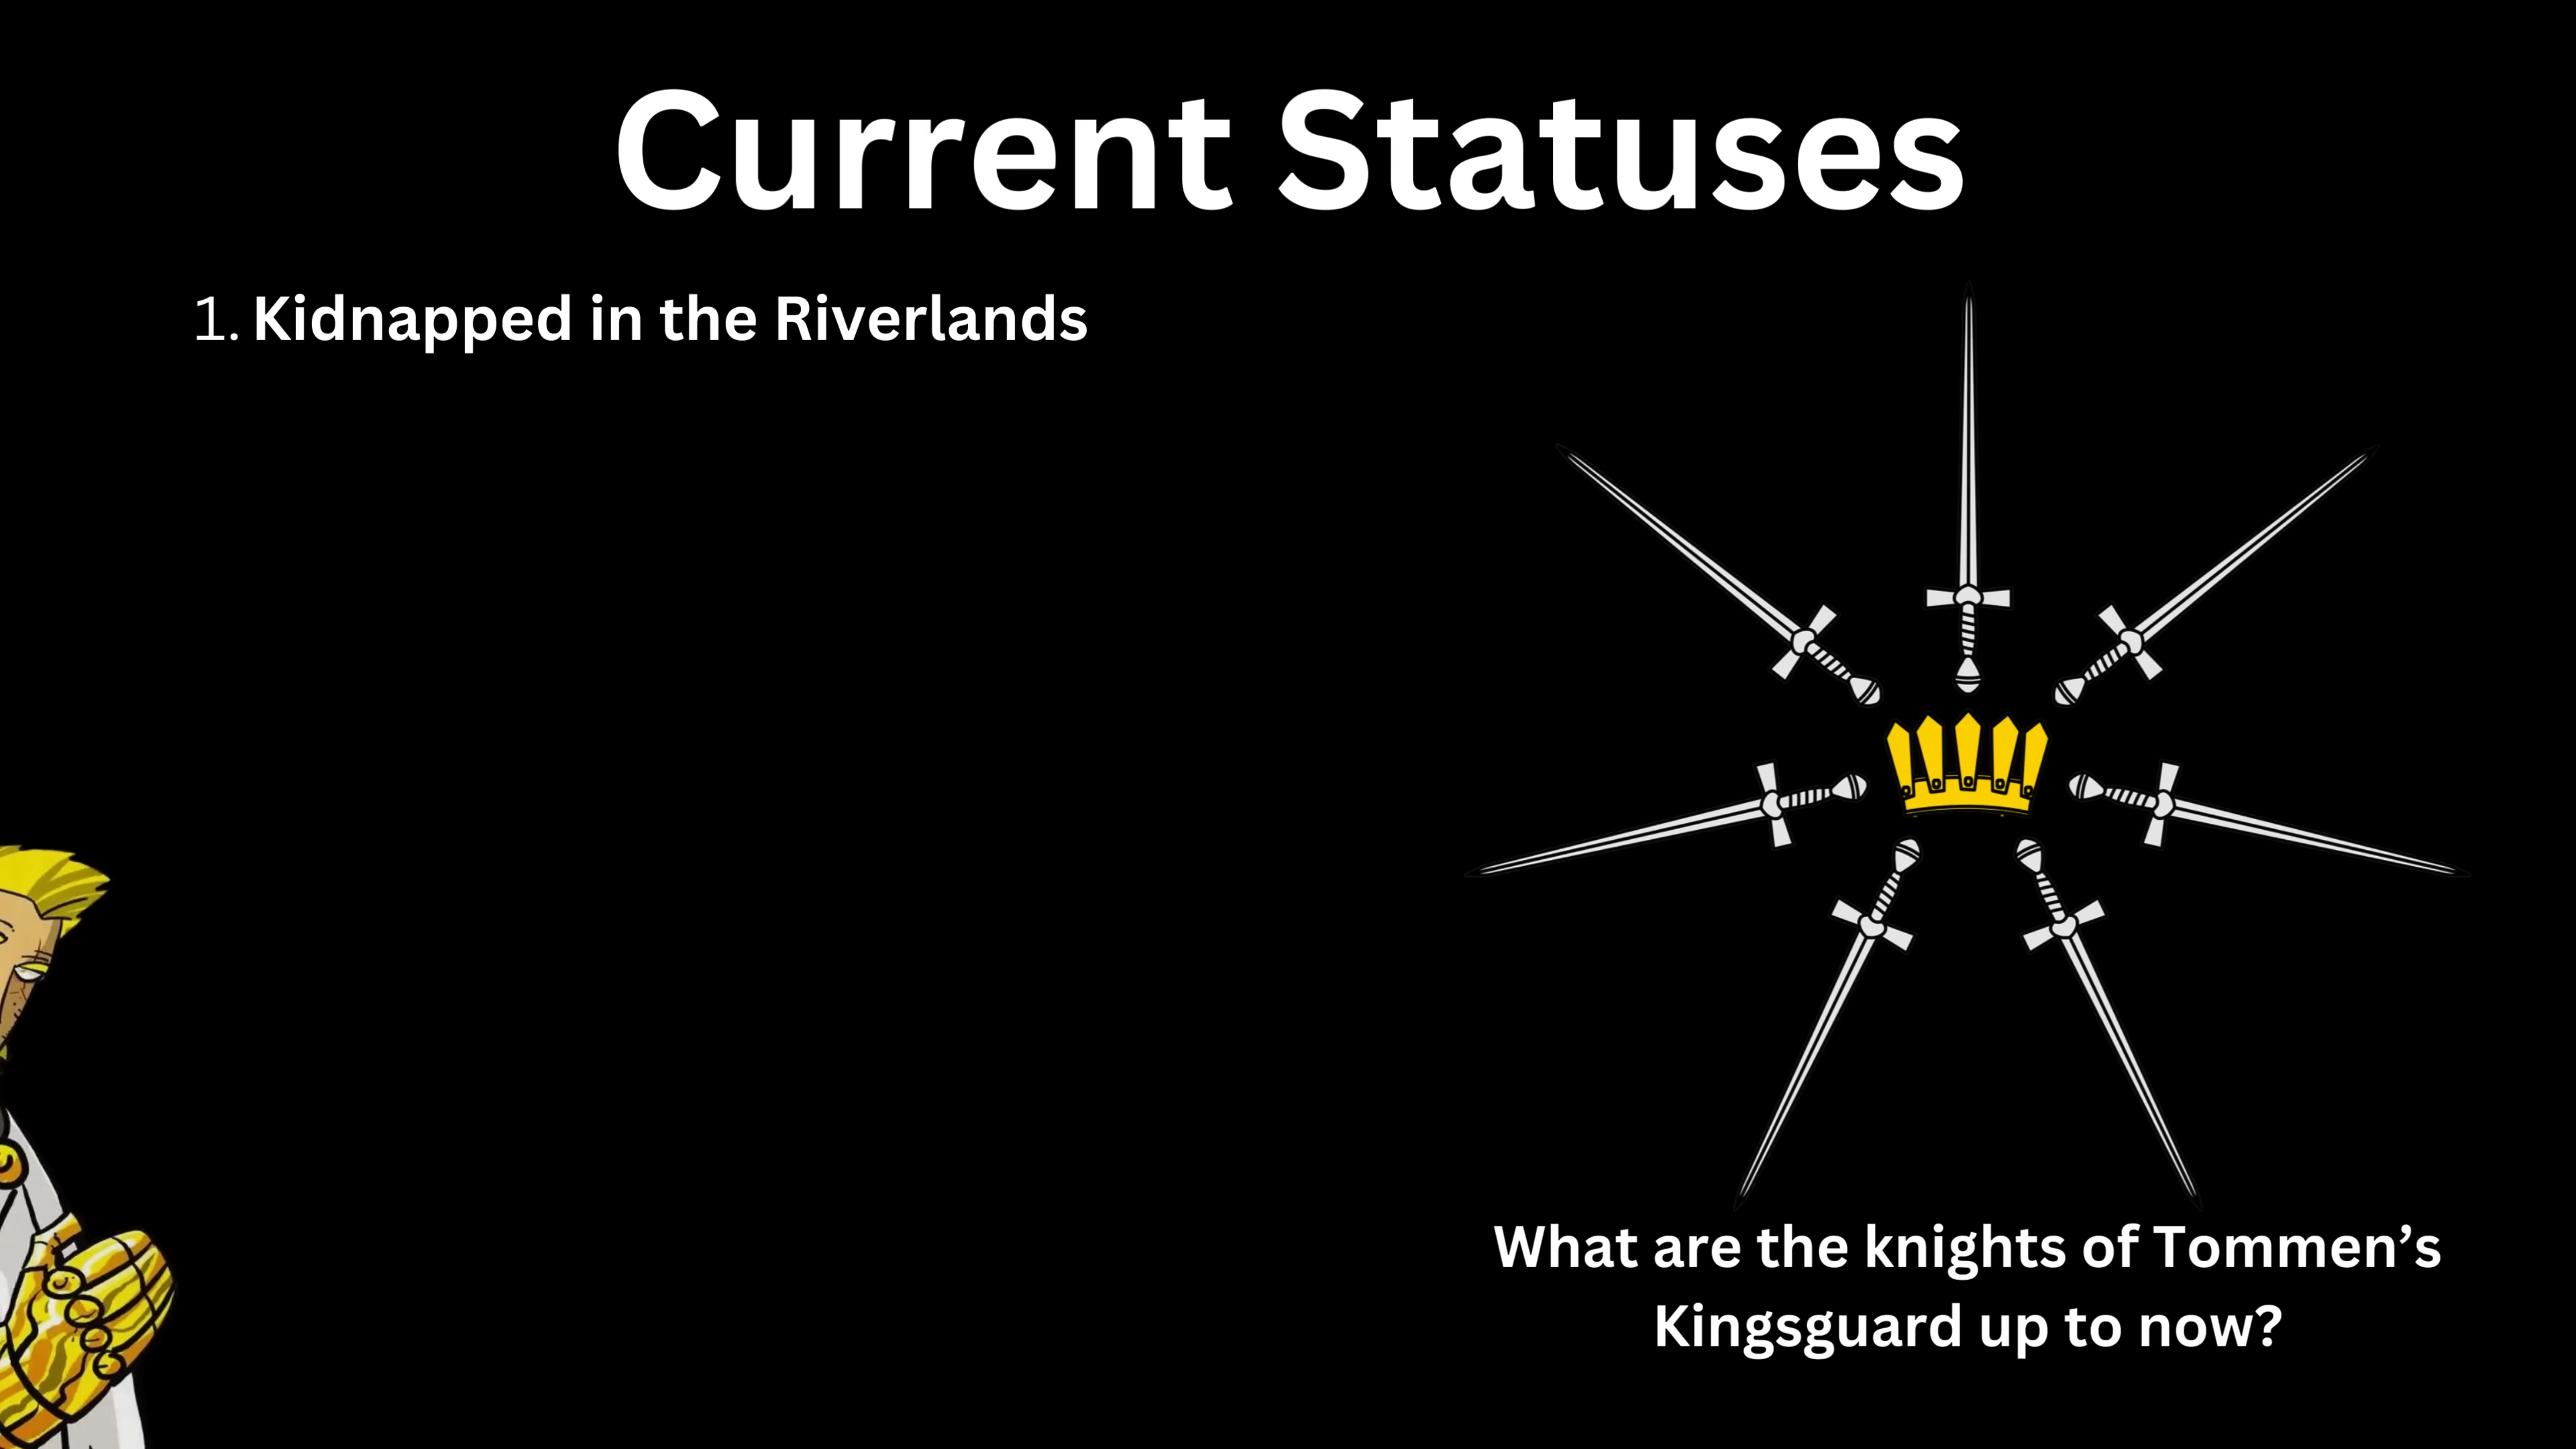 Current Statuses
1. Kidnapped in the Riverlands
What are the knights of Tommen’s
Kingsguard up to now?